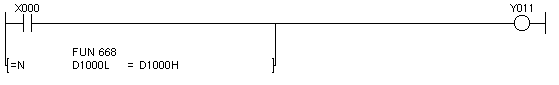 X000 Y011
FUN 668
[=N D1000L = D1000H ]